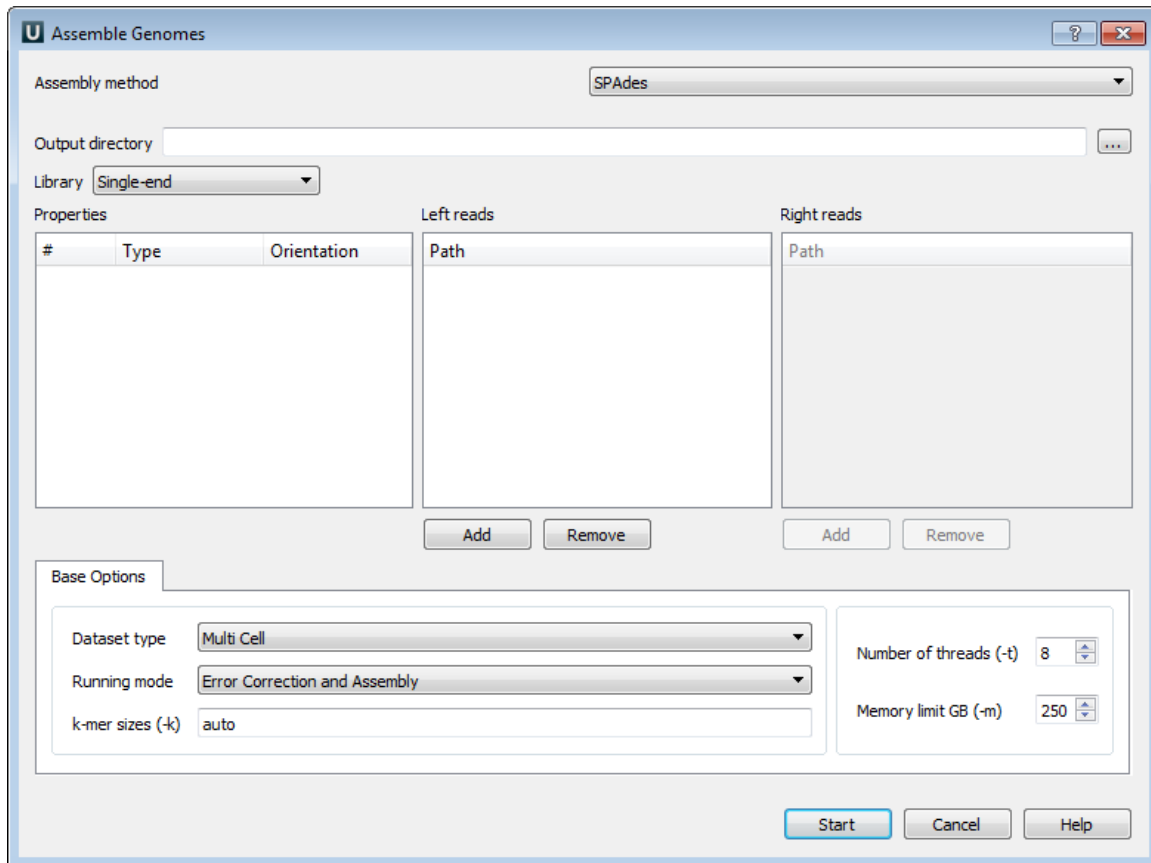 U Assemble Genomes ?
Assembly method SPAdes
Output directory ...
Library Single-end
Properties Left reads Right reads
# Type Orientation Path Path
Add Remove Add Remove
Base Options
Dataset type Multi Cell
Number of threads (-t) 8
Running mode Error Correction and Assembly
Memory limit GB (-m) 250
k-mer sizes (-k) auto
Start Cancel Help